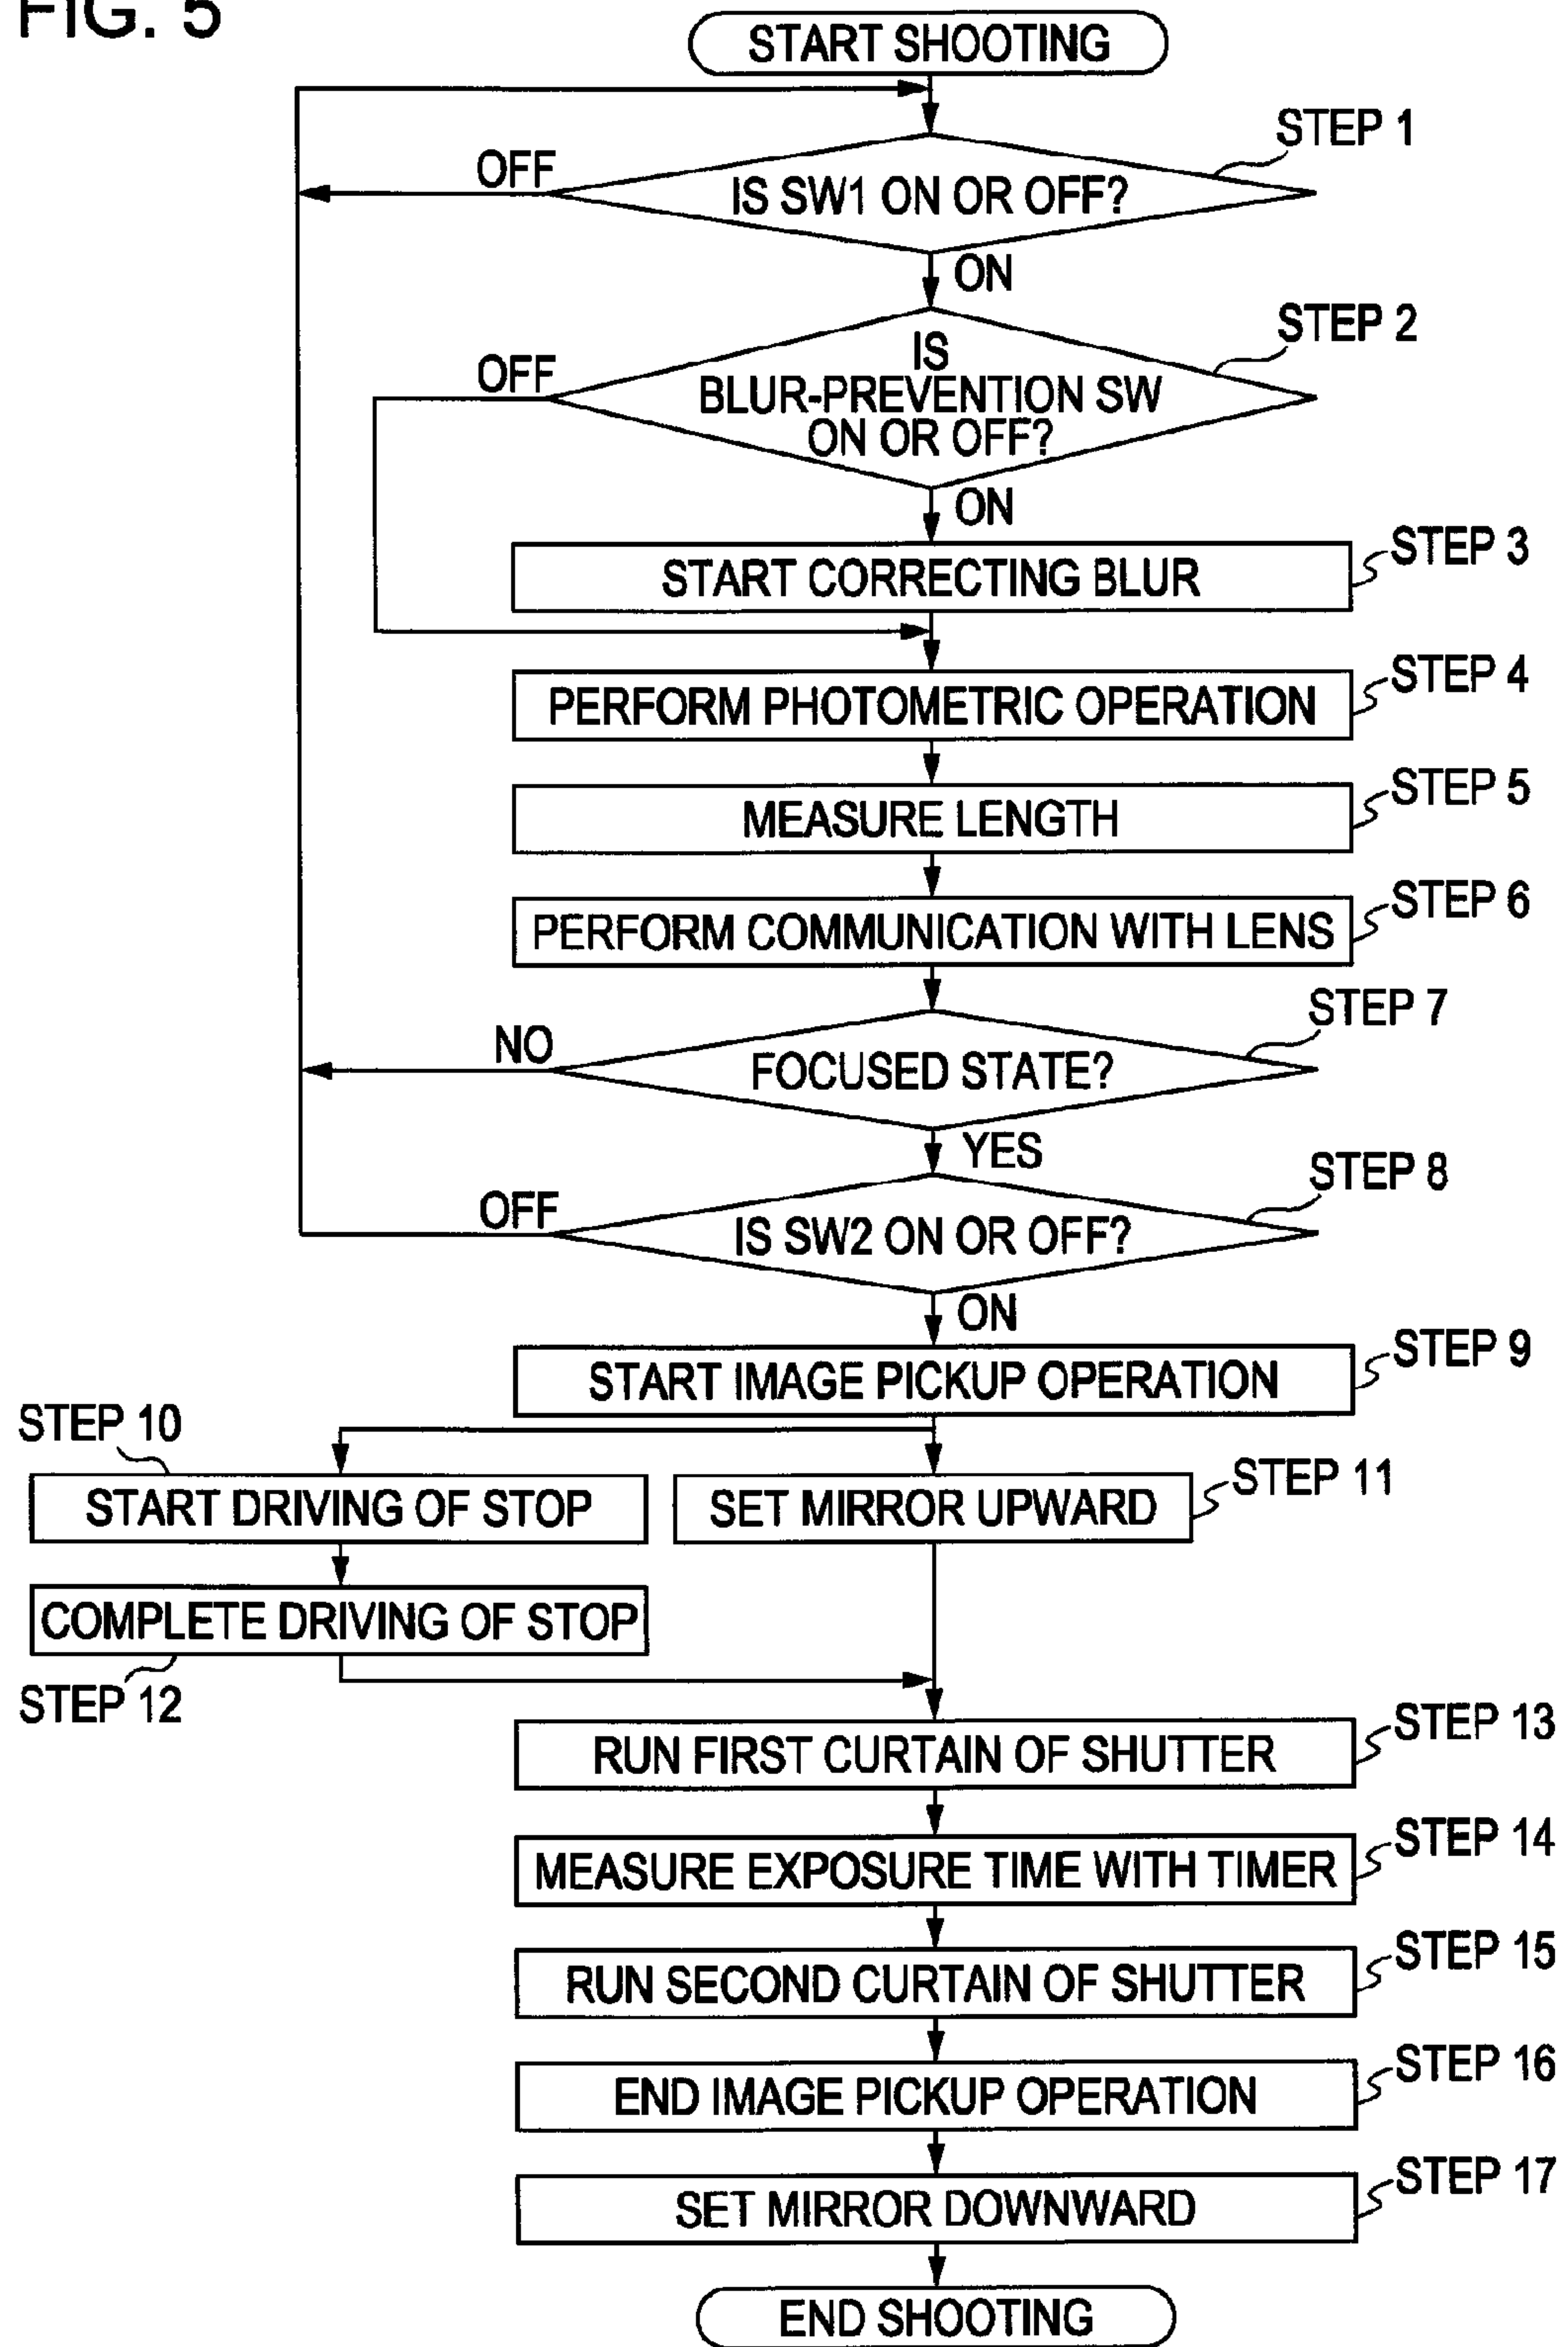 FIG. 5
START SHOOTING
STEP 1
OFF
IS SW1 ON OR OFF?
ON
STEP 2
OFF
IS
BLUR-PREVENTION SW
ON OR OFF?
ON
STEP 3
START CORRECTING BLUR
STEP 4
PERFORM PHOTOMETRIC OPERATION
STEP 5
MEASURE LENGTH
STEP 6
PERFORM COMMUNICATION WITH LENS
STEP 7
NO
FOCUSED STATE?
YES
STEP 8
OFF
IS SW2 ON OR OFF?
ON
STEP 9
START IMAGE PICKUP OPERATION
STEP 10
START DRIVING OF STOP
SET MIRROR UPWARD
STEP 11
COMPLETE DRIVING OF STOP
STEP 12
STEP 13
RUN FIRST CURTAIN OF SHUTTER
STEP 14
MEASURE EXPOSURE TIME WITH TIMER
STEP 15
RUN SECOND CURTAIN OF SHUTTER
STEP 16
END IMAGE PICKUP OPERATION
STEP 17
SET MIRROR DOWNWARD
END SHOOTING